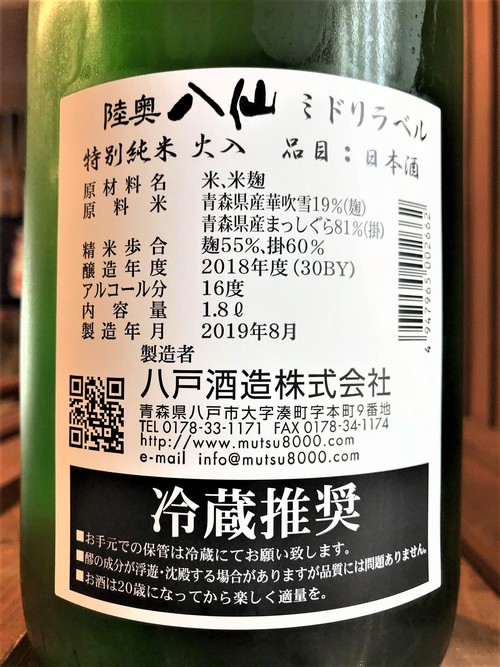 陸奥八仙 ミドリラベル
特別純米 火入 品目：日本酒
原材料名 米、米麹
原料米 青森県産華吹雪19%(麹)
青森県産まっしぐら81%(掛)
精米歩合 麹55%、掛60%
醸造年度 2018年度(30BY)
アルコール分 16度
内容量 1.8ℓ
製造年月 2019年8月
製造者
八戸酒造株式会社
青森県八戸市大字湊町字本町9番地
TEL 0178-33-1171 FAX 0178-34-1174
http://www.mutsu8000.com
e-mail info@mutsu8000.com
4947965002662
冷蔵推奨
■お手元での保管は冷蔵にてお願い致します。
■醪の成分が浮遊・沈殿する場合がありますが品質には問題ありません。
■お酒は20歳になってから楽しく適量を。